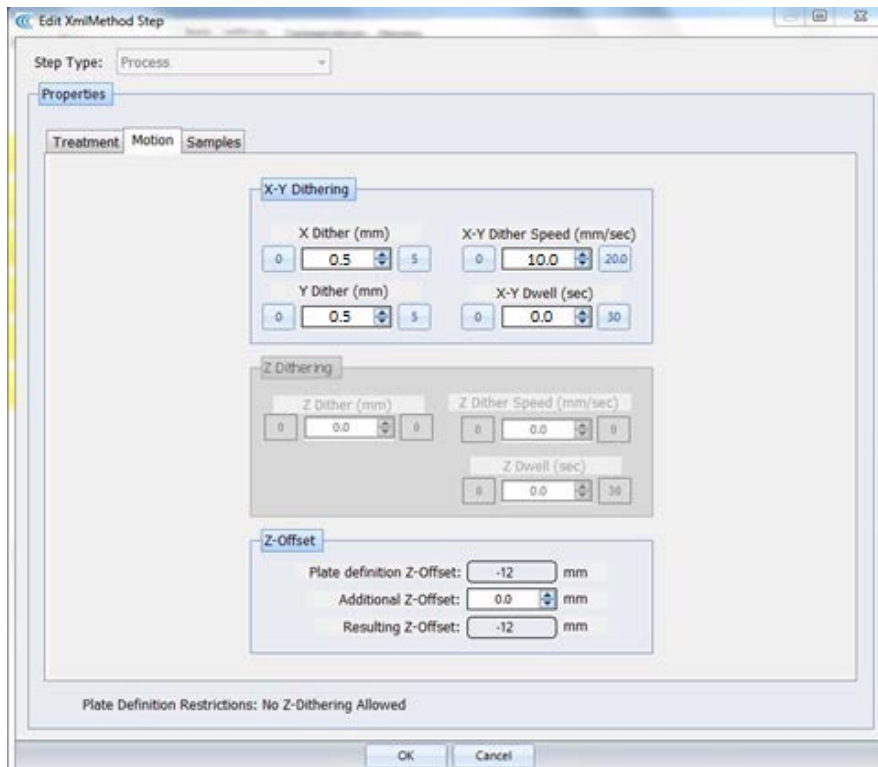 Edit XmlMethod Step
Step Type: Process
Properties
Treatment Motion Samples
X-Y Dithering
X Dither (mm) X-Y Dither Speed (mm/sec)
0 0.5 5 0 10.0 20.0
Y Dither (mm) X-Y Dwell (sec)
0 0.5 5 0 0.0 30
Z Dithering
Z Dither (mm) Z Dither Speed (mm/sec)
0 0.0 0 0 0.0 0
Z Dwell (sec)
0 0.0 30
Z-Offset
Plate definition Z-Offset: -12 mm
Additional Z-Offset: 0.0 mm
Resulting Z-Offset: -12 mm
Plate Definition Restrictions: No Z-Dithering Allowed
OK Cancel